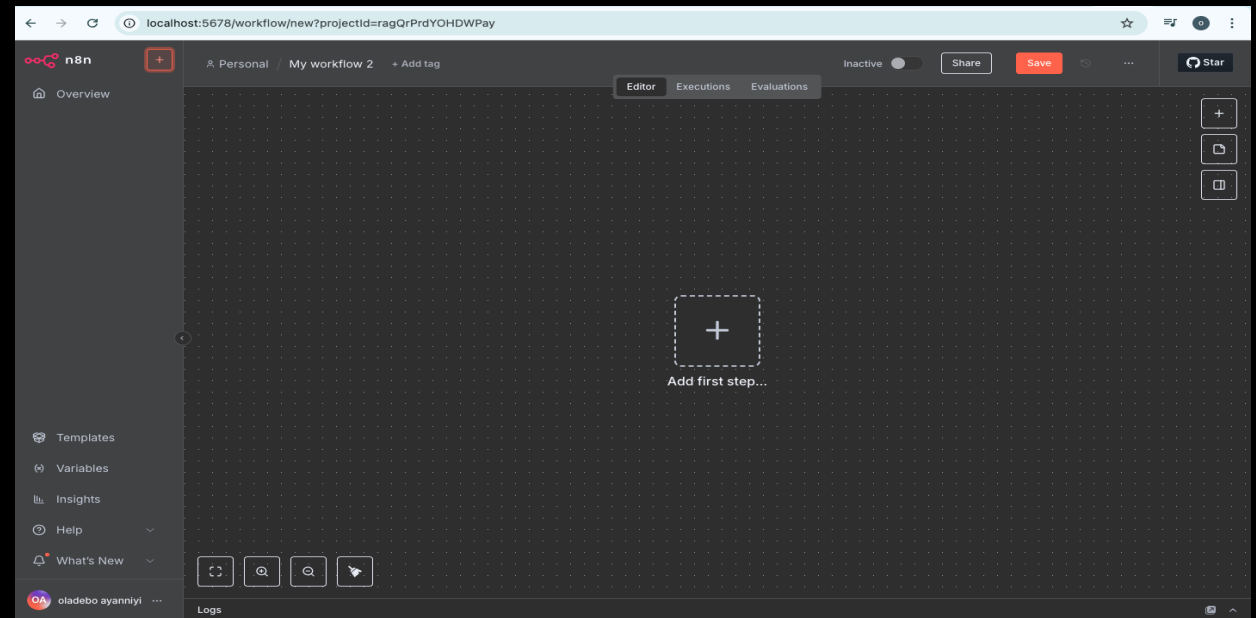 localhost:5678/workflow/new?projectId=ragQrPrdYOHDWPay
n8n
+
Personal / My workflow 2 + Add tag
Inactive
Share
Save
...
Star
Editor Executions Evaluations
Overview
Add first step...
Templates
Variables
Insights
Help
What's New
OA oladebo ayanniyi ...
Logs